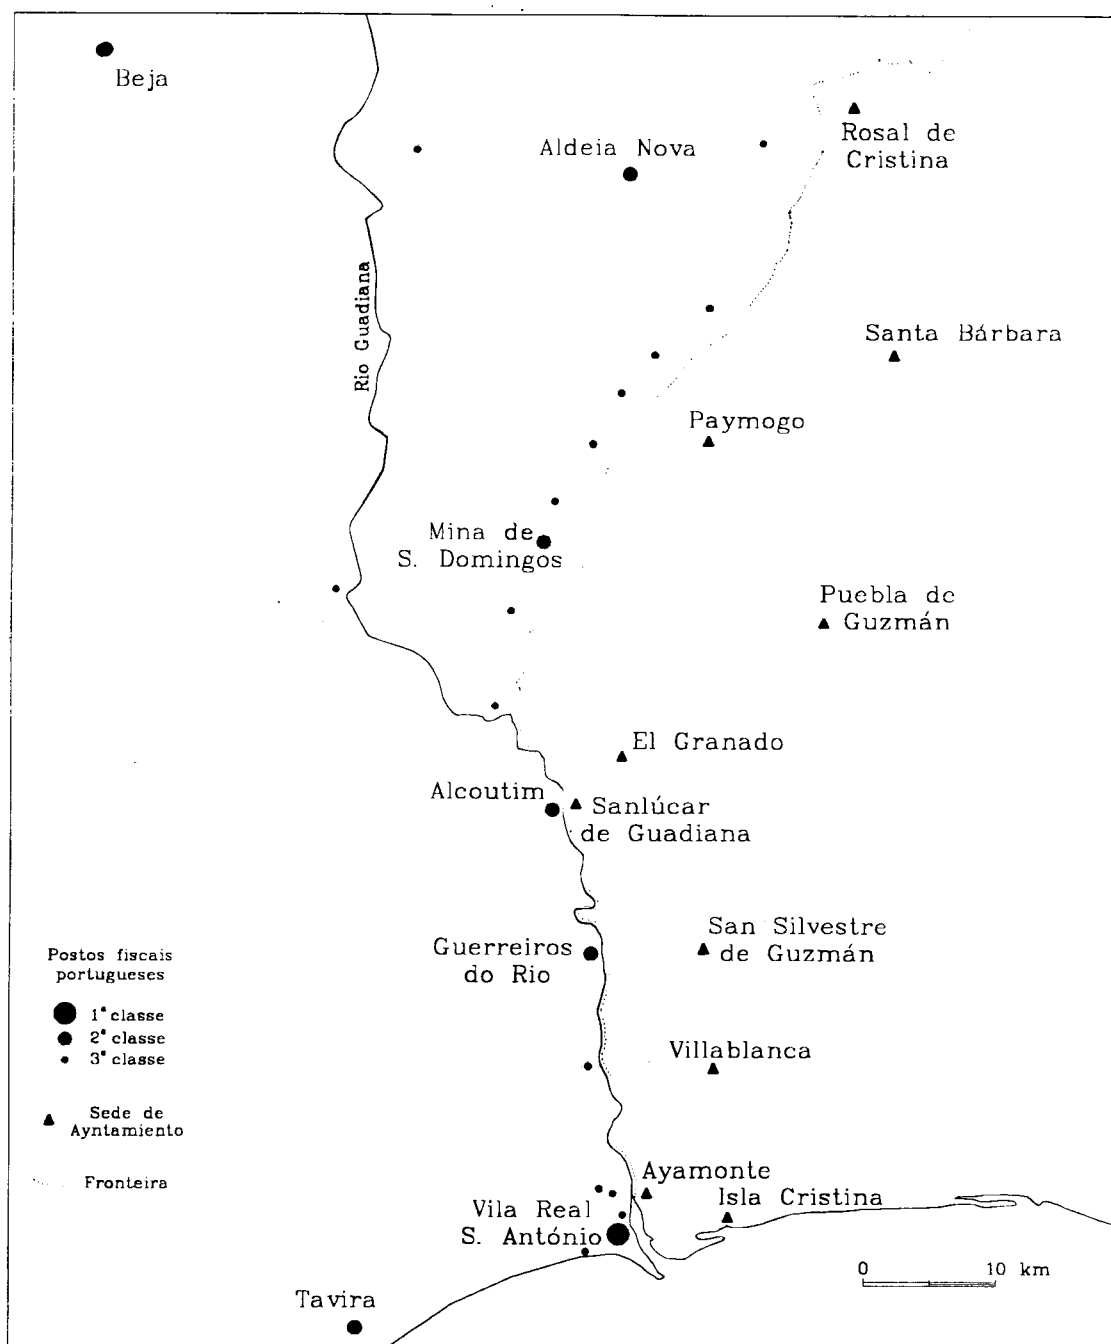 Beja
Aldeia Nova
Rosal de
Cristina
Rio Guadiana
Santa Bárbara
Paymogo
Mina de
S. Domingos
Puebla de
Guzmán
El Granado
Alcoutim
Sanlúcar
de Guadiana
Guerreiros
do Rio
San Silvestre
de Guzmán
Postos fiscais
portugueses
1ª classe
2ª classe
3ª classe
Villablanca
Sede de
Ayntamiento
Fronteira
Ayamonte
Isla Cristina
Vila Real
S. António
0 10 km
Tavira